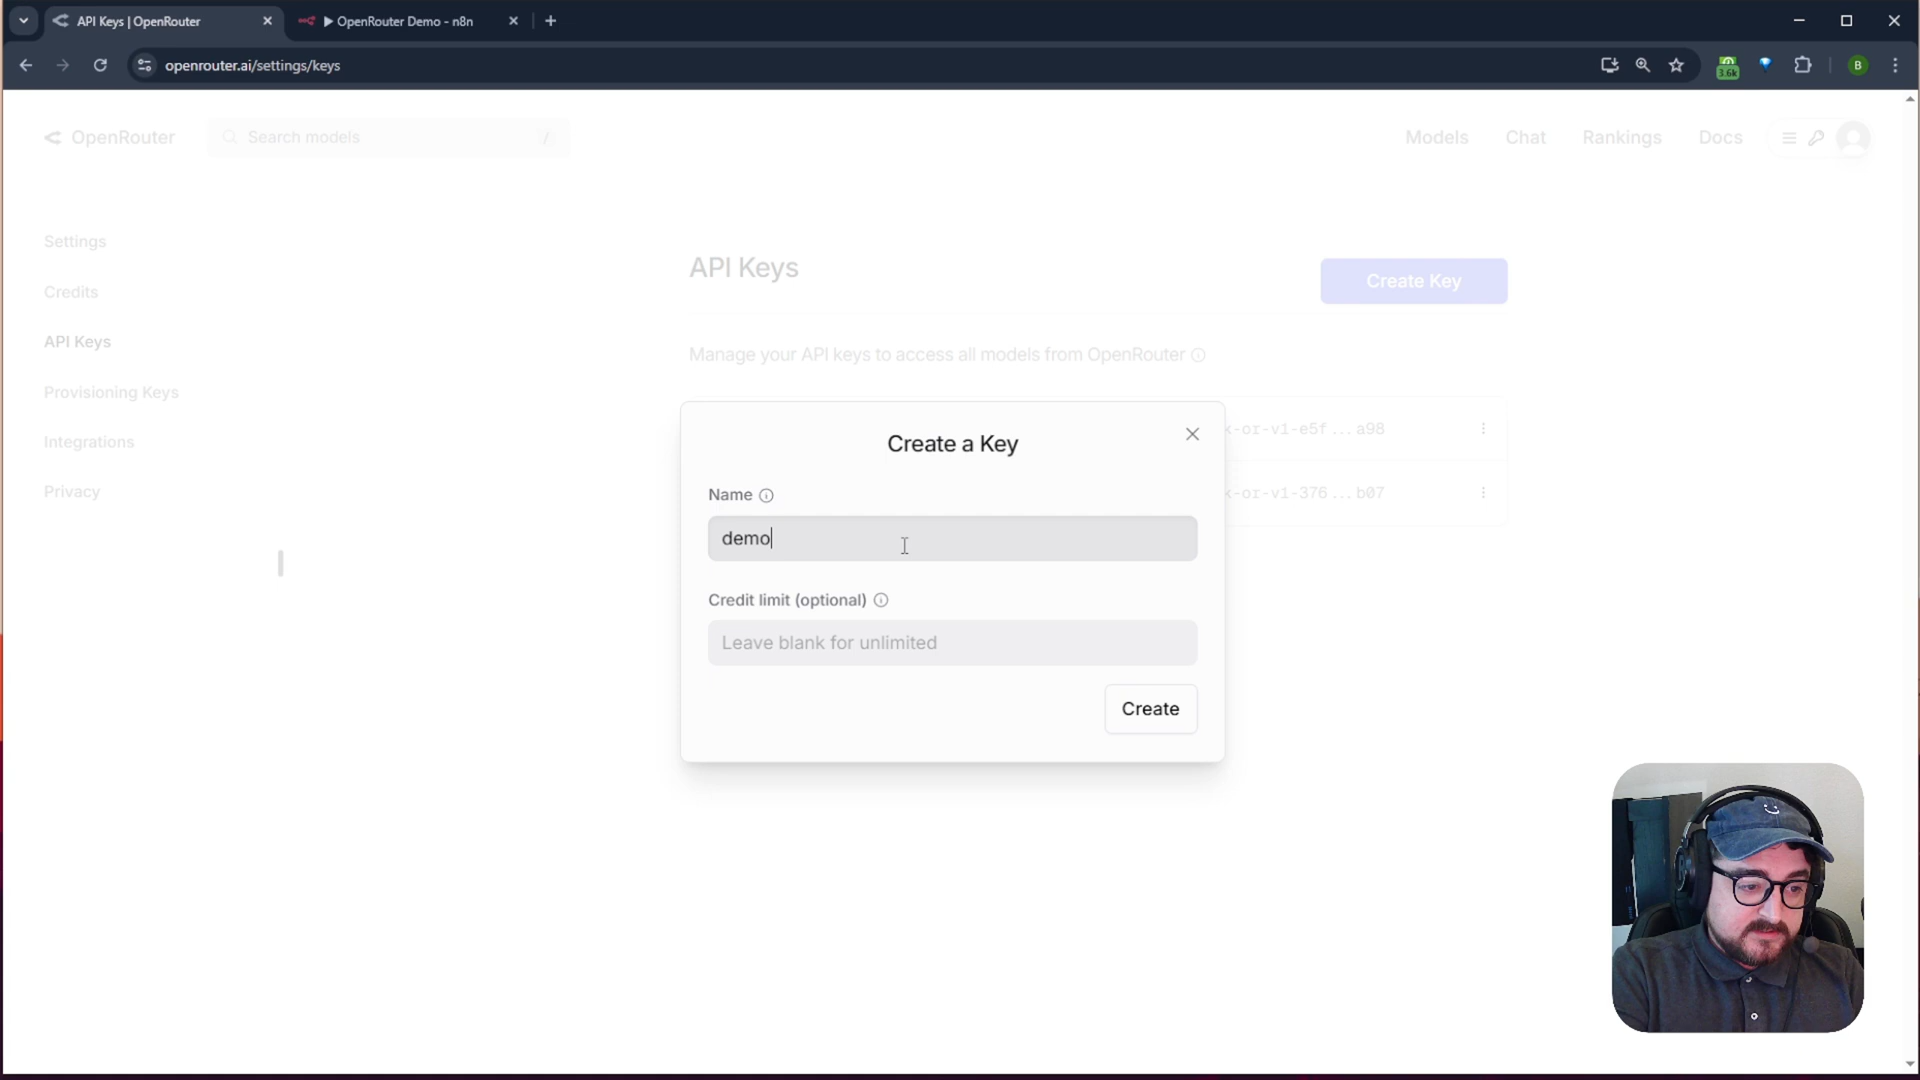 API Keys | OpenRouter
OpenRouter Demo - n8n
openrouter.ai/settings/keys
3.6k
B
OpenRouter
Search models
/
Models
Chat
Rankings
Docs
Settings
Credits
API Keys
Provisioning Keys
Integrations
Privacy
API Keys
Create Key
Manage your API keys to access all models from OpenRouter
k-or-v1-e5f...a98
k-or-v1-376...b07
Create a Key
Name
demo
Credit limit (optional)
Leave blank for unlimited
Create